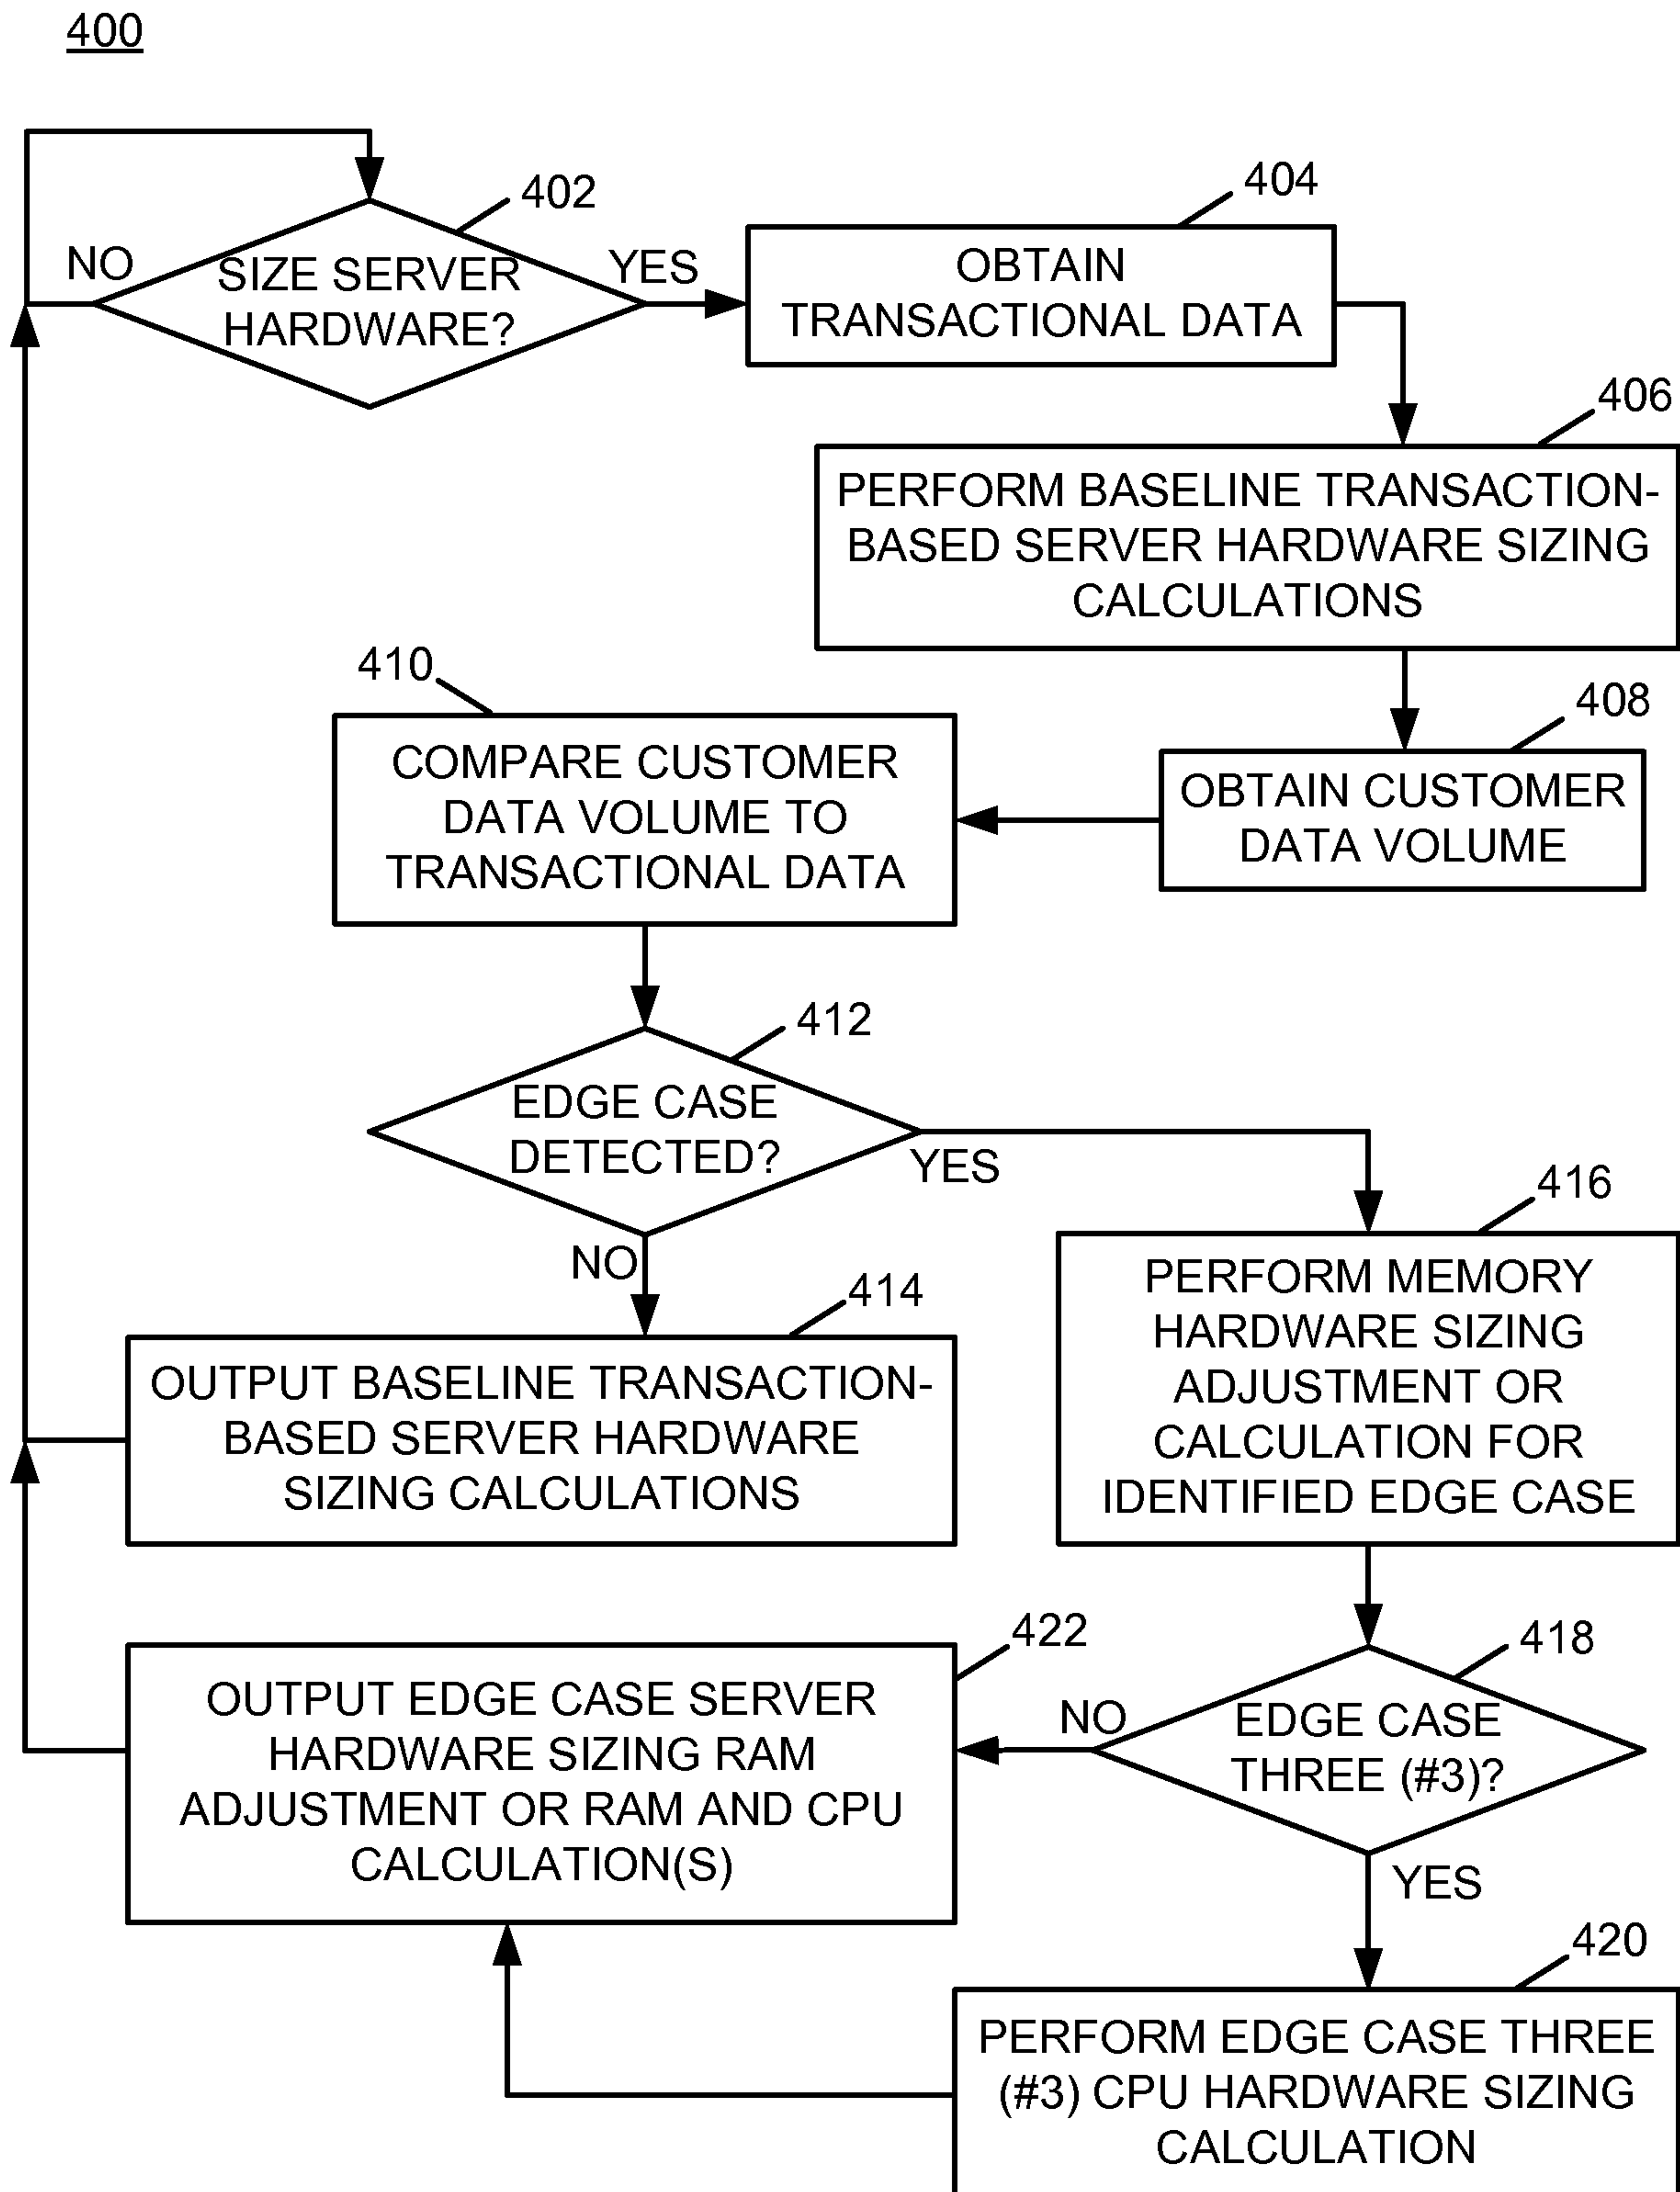 400
402
NO
SIZE SERVER
HARDWARE?
YES
404
OBTAIN
TRANSACTIONAL DATA
406
PERFORM BASELINE TRANSACTION-
BASED SERVER HARDWARE SIZING
CALCULATIONS
408
OBTAIN CUSTOMER
DATA VOLUME
410
COMPARE CUSTOMER
DATA VOLUME TO
TRANSACTIONAL DATA
412
EDGE CASE
DETECTED?
YES
NO
414
OUTPUT BASELINE TRANSACTION-
BASED SERVER HARDWARE
SIZING CALCULATIONS
416
PERFORM MEMORY
HARDWARE SIZING
ADJUSTMENT OR
CALCULATION FOR
IDENTIFIED EDGE CASE
418
EDGE CASE
THREE (#3)?
NO
YES
420
PERFORM EDGE CASE THREE
(#3) CPU HARDWARE SIZING
CALCULATION
422
OUTPUT EDGE CASE SERVER
HARDWARE SIZING RAM
ADJUSTMENT OR RAM AND CPU
CALCULATION(S)